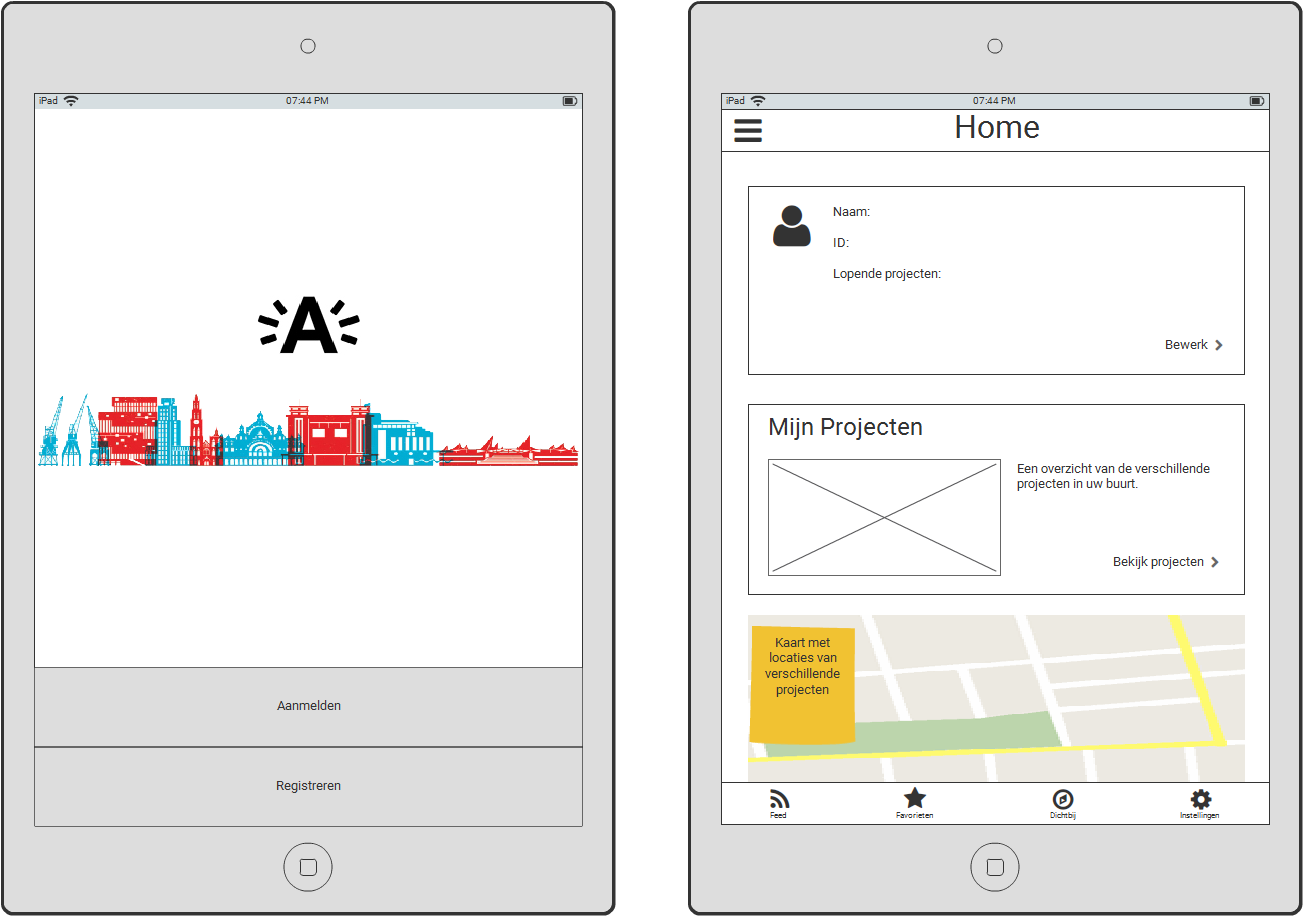 iPad 07:44 PM
A
Aanmelden
Registreren
iPad 07:44 PM
Home
Naam:
ID:
Lopende projecten:
Bewerk
Mijn Projecten
Een overzicht van de verschillende
projecten in uw buurt.
Bekijk projecten
Kaart met
locaties van
verschillende
projecten
Feed
Favorieten
Dichtbij
Instellingen